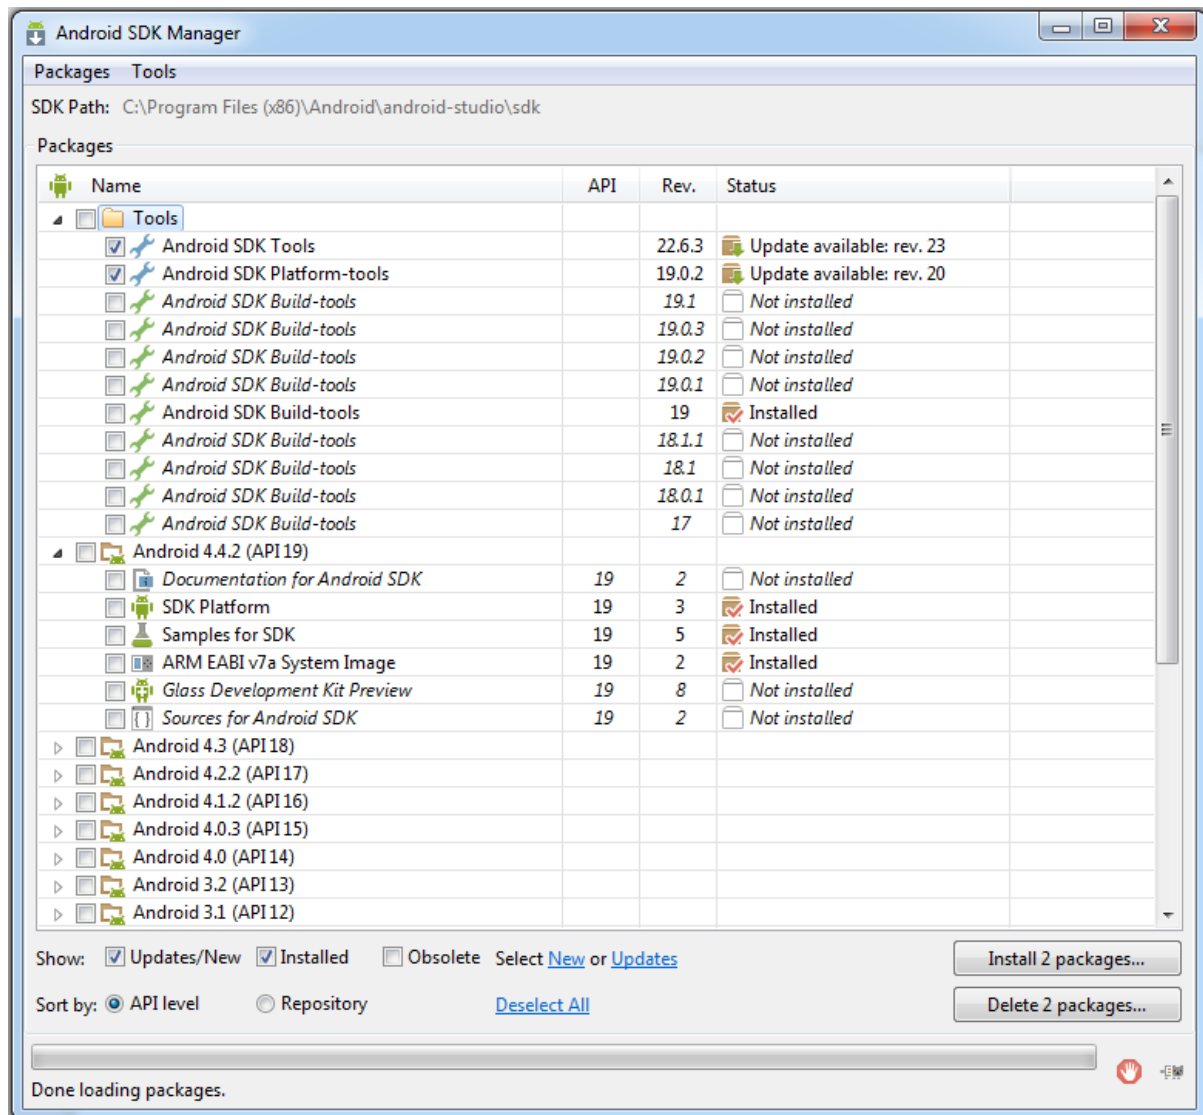 Android SDK Manager
Packages Tools
SDK Path: C:\Program Files (x86)\Android\android-studio\sdk
Packages
Name API Rev. Status
Tools
Android SDK Tools 22.6.3 Update available: rev. 23
Android SDK Platform-tools 19.0.2 Update available: rev. 20
Android SDK Build-tools 19.1 Not installed
Android SDK Build-tools 19.0.3 Not installed
Android SDK Build-tools 19.0.2 Not installed
Android SDK Build-tools 19.0.1 Not installed
Android SDK Build-tools 19 Installed
Android SDK Build-tools 18.1.1 Not installed
Android SDK Build-tools 18.1 Not installed
Android SDK Build-tools 18.0.1 Not installed
Android SDK Build-tools 17 Not installed
Android 4.4.2 (API 19)
Documentation for Android SDK 19 2 Not installed
SDK Platform 19 3 Installed
Samples for SDK 19 5 Installed
ARM EABI v7a System Image 19 2 Installed
Glass Development Kit Preview 19 8 Not installed
Sources for Android SDK 19 2 Not installed
Android 4.3 (API 18)
Android 4.2.2 (API 17)
Android 4.1.2 (API 16)
Android 4.0.3 (API 15)
Android 4.0 (API 14)
Android 3.2 (API 13)
Android 3.1 (API 12)
Show: Updates/New Installed Obsolete Select New or Updates Install 2 packages...
Sort by: API level Repository Deselect All Delete 2 packages...
Done loading packages.